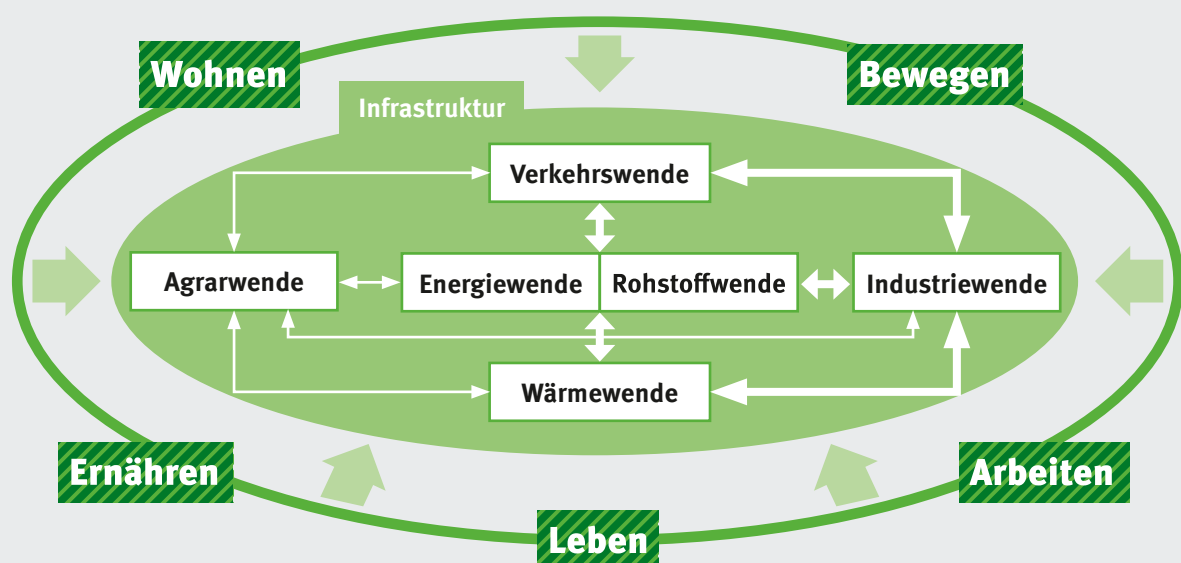 Wohnen
Bewegen
Infrastruktur
Verkehrswende
Agrarwende
Energiewende
Rohstoffwende
Industriewende
Wärmewende
Ernähren
Arbeiten
Leben